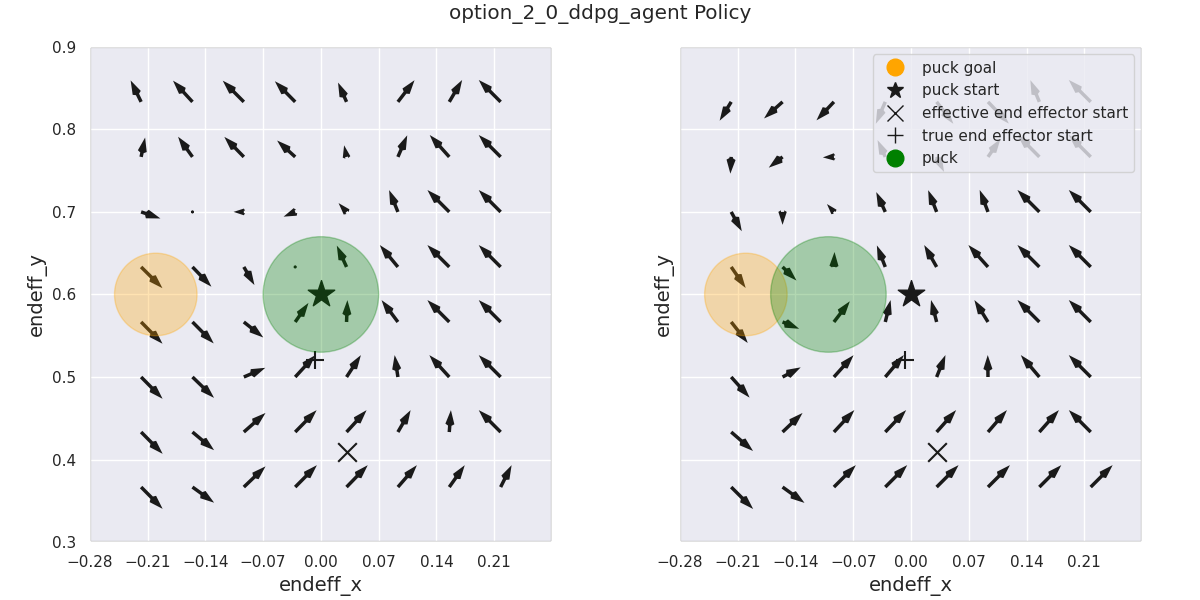 option_2_0_ddpg_agent Policy
0.9
0.8
0.7
0.6
0.5
0.4
0.3
endeff_y
−0.28 −0.21 −0.14 −0.07 0.00 0.07 0.14 0.21
endeff_x
puck goal
puck start
effective end effector start
true end effector start
puck
endeff_y
−0.28 −0.21 −0.14 −0.07 0.00 0.07 0.14 0.21
endeff_x